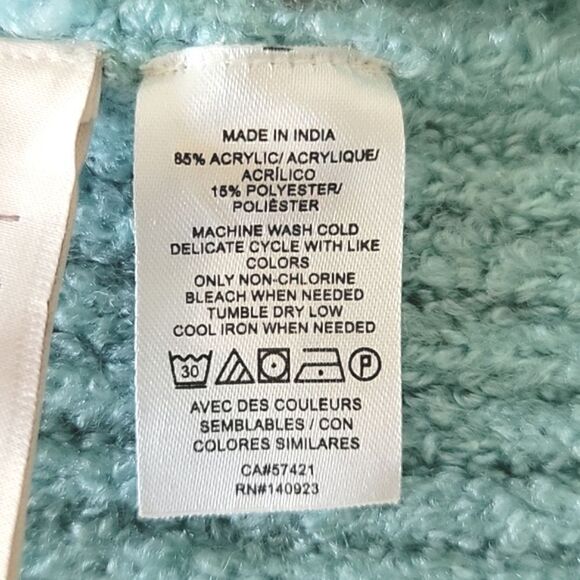 MADE IN INDIA
85% ACRYLIC/ ACRYLIQUE/
ACRÍLICO
15% POLYESTER/
POLIÉSTER
MACHINE WASH COLD
DELICATE CYCLE WITH LIKE
COLORS
ONLY NON-CHLORINE
BLEACH WHEN NEEDED
TUMBLE DRY LOW
COOL IRON WHEN NEEDED
30 P
AVEC DES COULEURS
SEMBLABLES / CON
COLORES SIMILARES
CA#57421
RN#140923